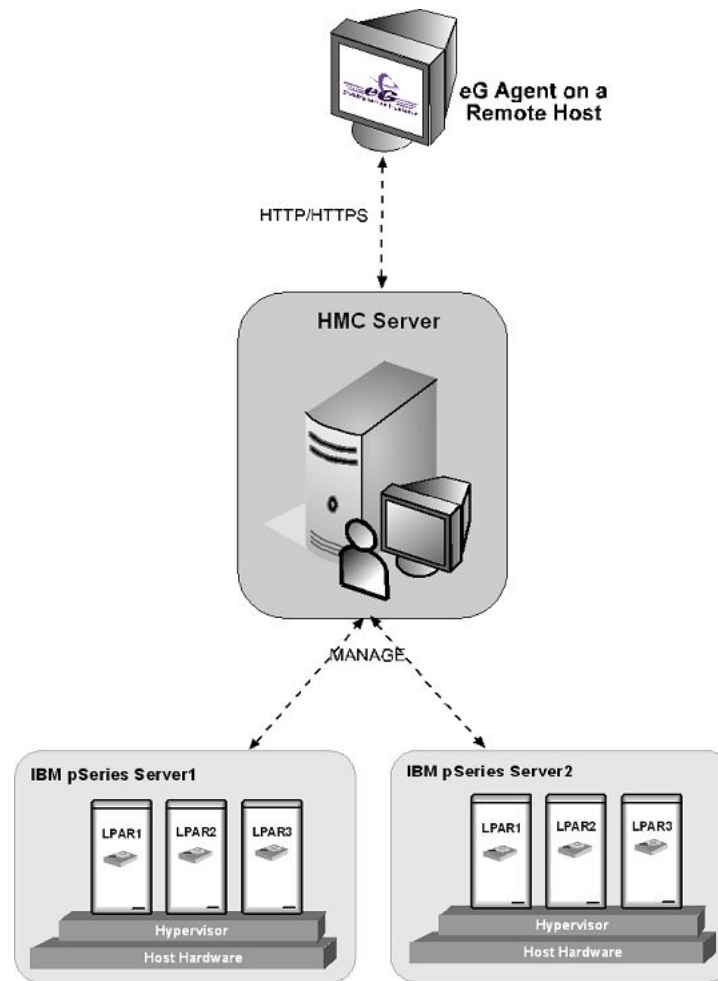 eG
eG Agent on a
Remote Host
HTTP/HTTPS
HMC Server
MANAGE
IBM pSeries Server1
LPAR1
LPAR2
LPAR3
Hypervisor
Host Hardware
IBM pSeries Server2
LPAR1
LPAR2
LPAR3
Hypervisor
Host Hardware